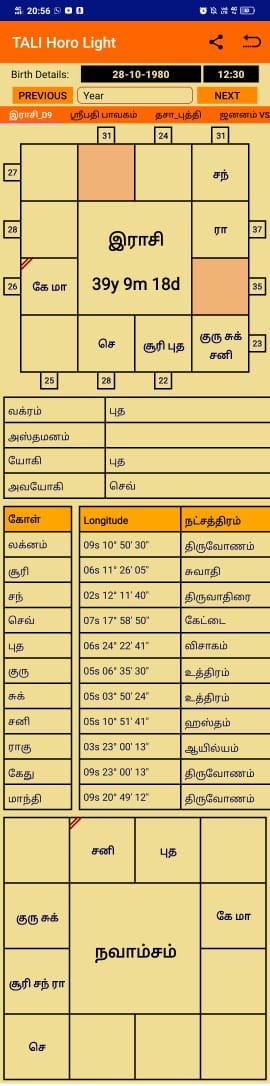 20:56
TALI Horo Light
Birth Details: 28-10-1980 12:30
PREVIOUS Year NEXT
இராசி_D9 ஸ்ரீபதி பாவகம் தசா_புத்தி ஜனனம் vs
31 24 31
27 சந்
28 இராசி ரா 37
26 கே மா 39y 9m 18d 35
செ சூரி புத குரு சுக் சனி 23
25 28 22
வக்ரம் புத
அஸ்தமனம்
யோகி புத
அவயோகி செவ்
கோள் Longitude நட்சத்திரம்
லக்னம் 09s 10° 50' 30" திருவோணம்
சூரி 06s 11° 26' 05" சுவாதி
சந் 02s 12° 11' 40" திருவாதிரை
செவ் 07s 17° 58' 50" கேட்டை
புத 06s 24° 22' 41" விசாகம்
குரு 05s 06° 35' 30" உத்திரம்
சுக் 05s 03° 50' 24" உத்திரம்
சனி 05s 10° 51' 41" ஹஸ்தம்
ராகு 03s 23° 00' 13" ஆயில்யம்
கேது 09s 23° 00' 13" திருவோணம்
மாந்தி 09s 20° 49' 12" திருவோணம்
சனி புத
குரு சுக் கே மா
நவாம்சம்
சூரி சந் ரா
செ